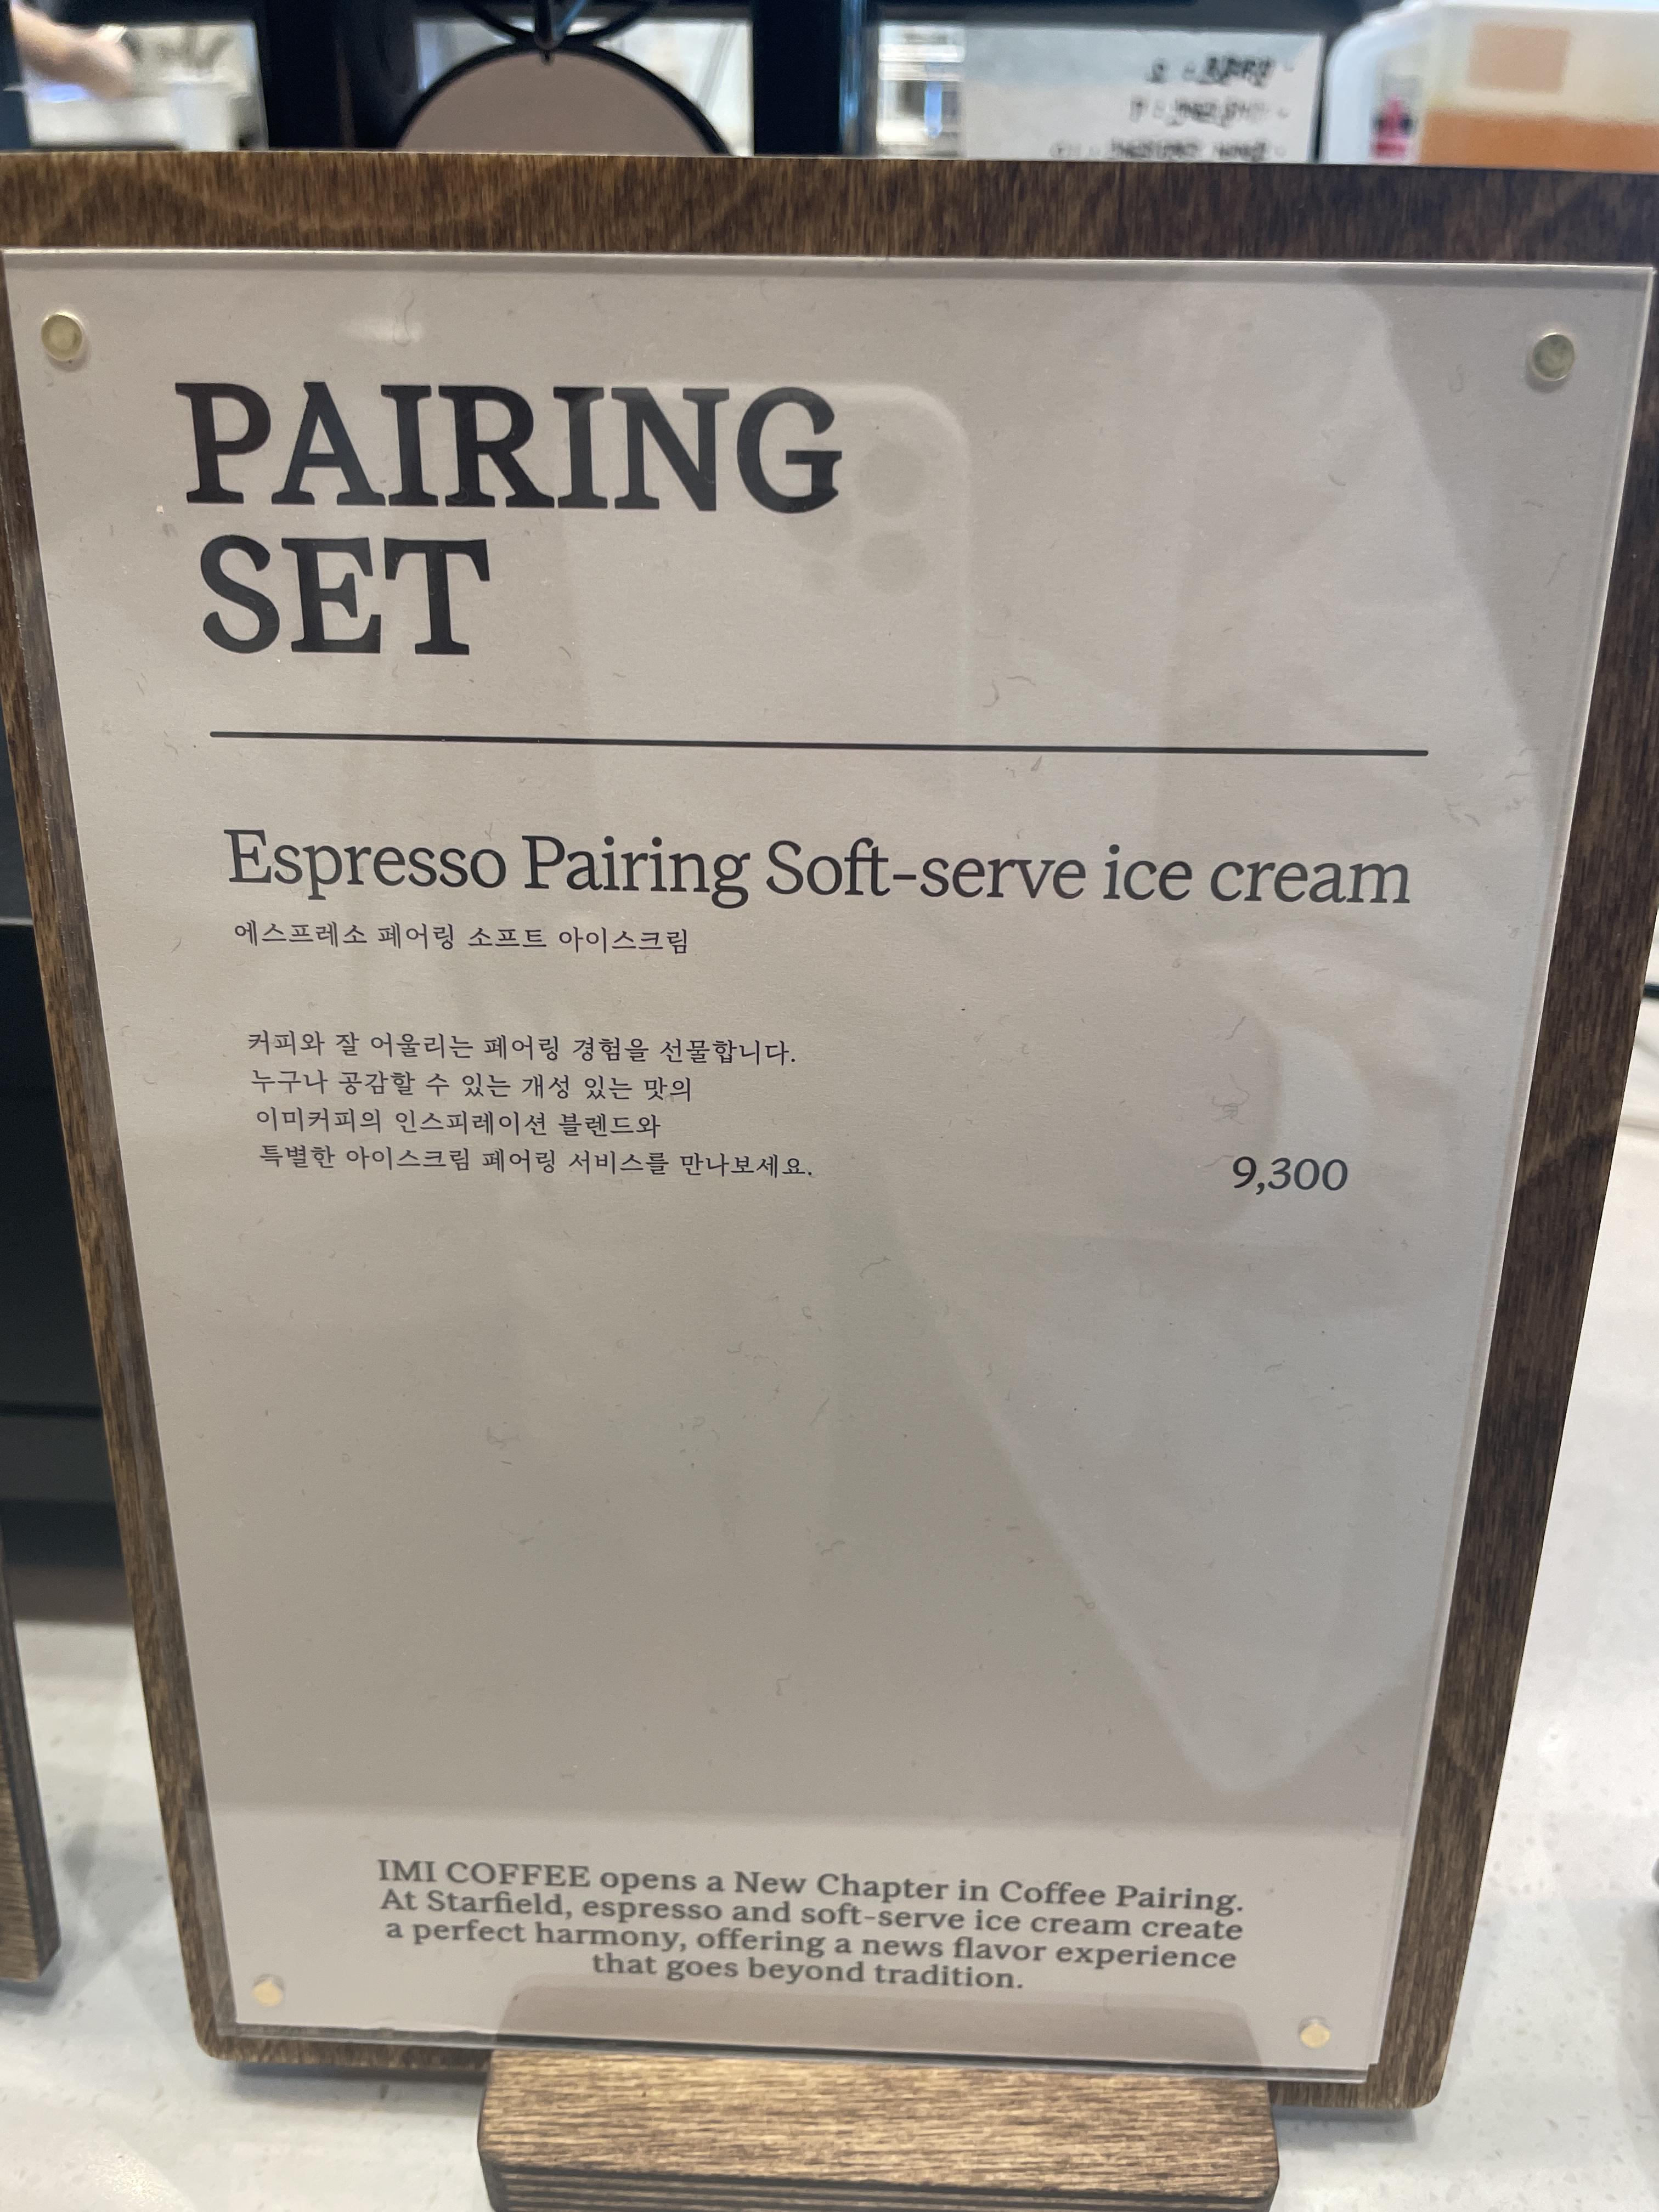 PAIRING
SET
Espresso Pairing Soft-serve ice cream
에스프레소 페어링 소프트 아이스크림
커피와 잘 어울리는 페어링 경험을 선물합니다.
누구나 공감할 수 있는 개성 있는 맛의
이미커피의 인스피레이션 블렌드와
특별한 아이스크림 페어링 서비스를 만나보세요.
9,300
IMI COFFEE opens a New Chapter in Coffee Pairing.
At Starfield, espresso and soft-serve ice cream create
a perfect harmony, offering a news flavor experience
that goes beyond tradition.